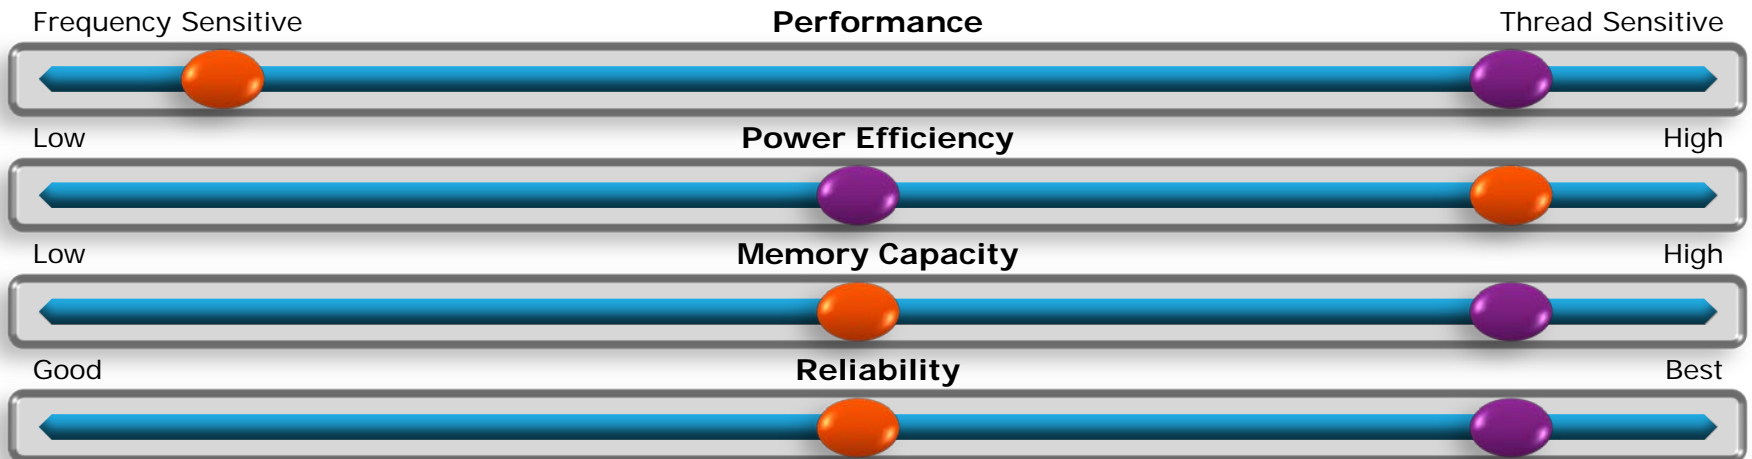 Frequency Sensitive Performance Thread Sensitive
Low Power Efficiency High
Low Memory Capacity High
Good Reliability Best